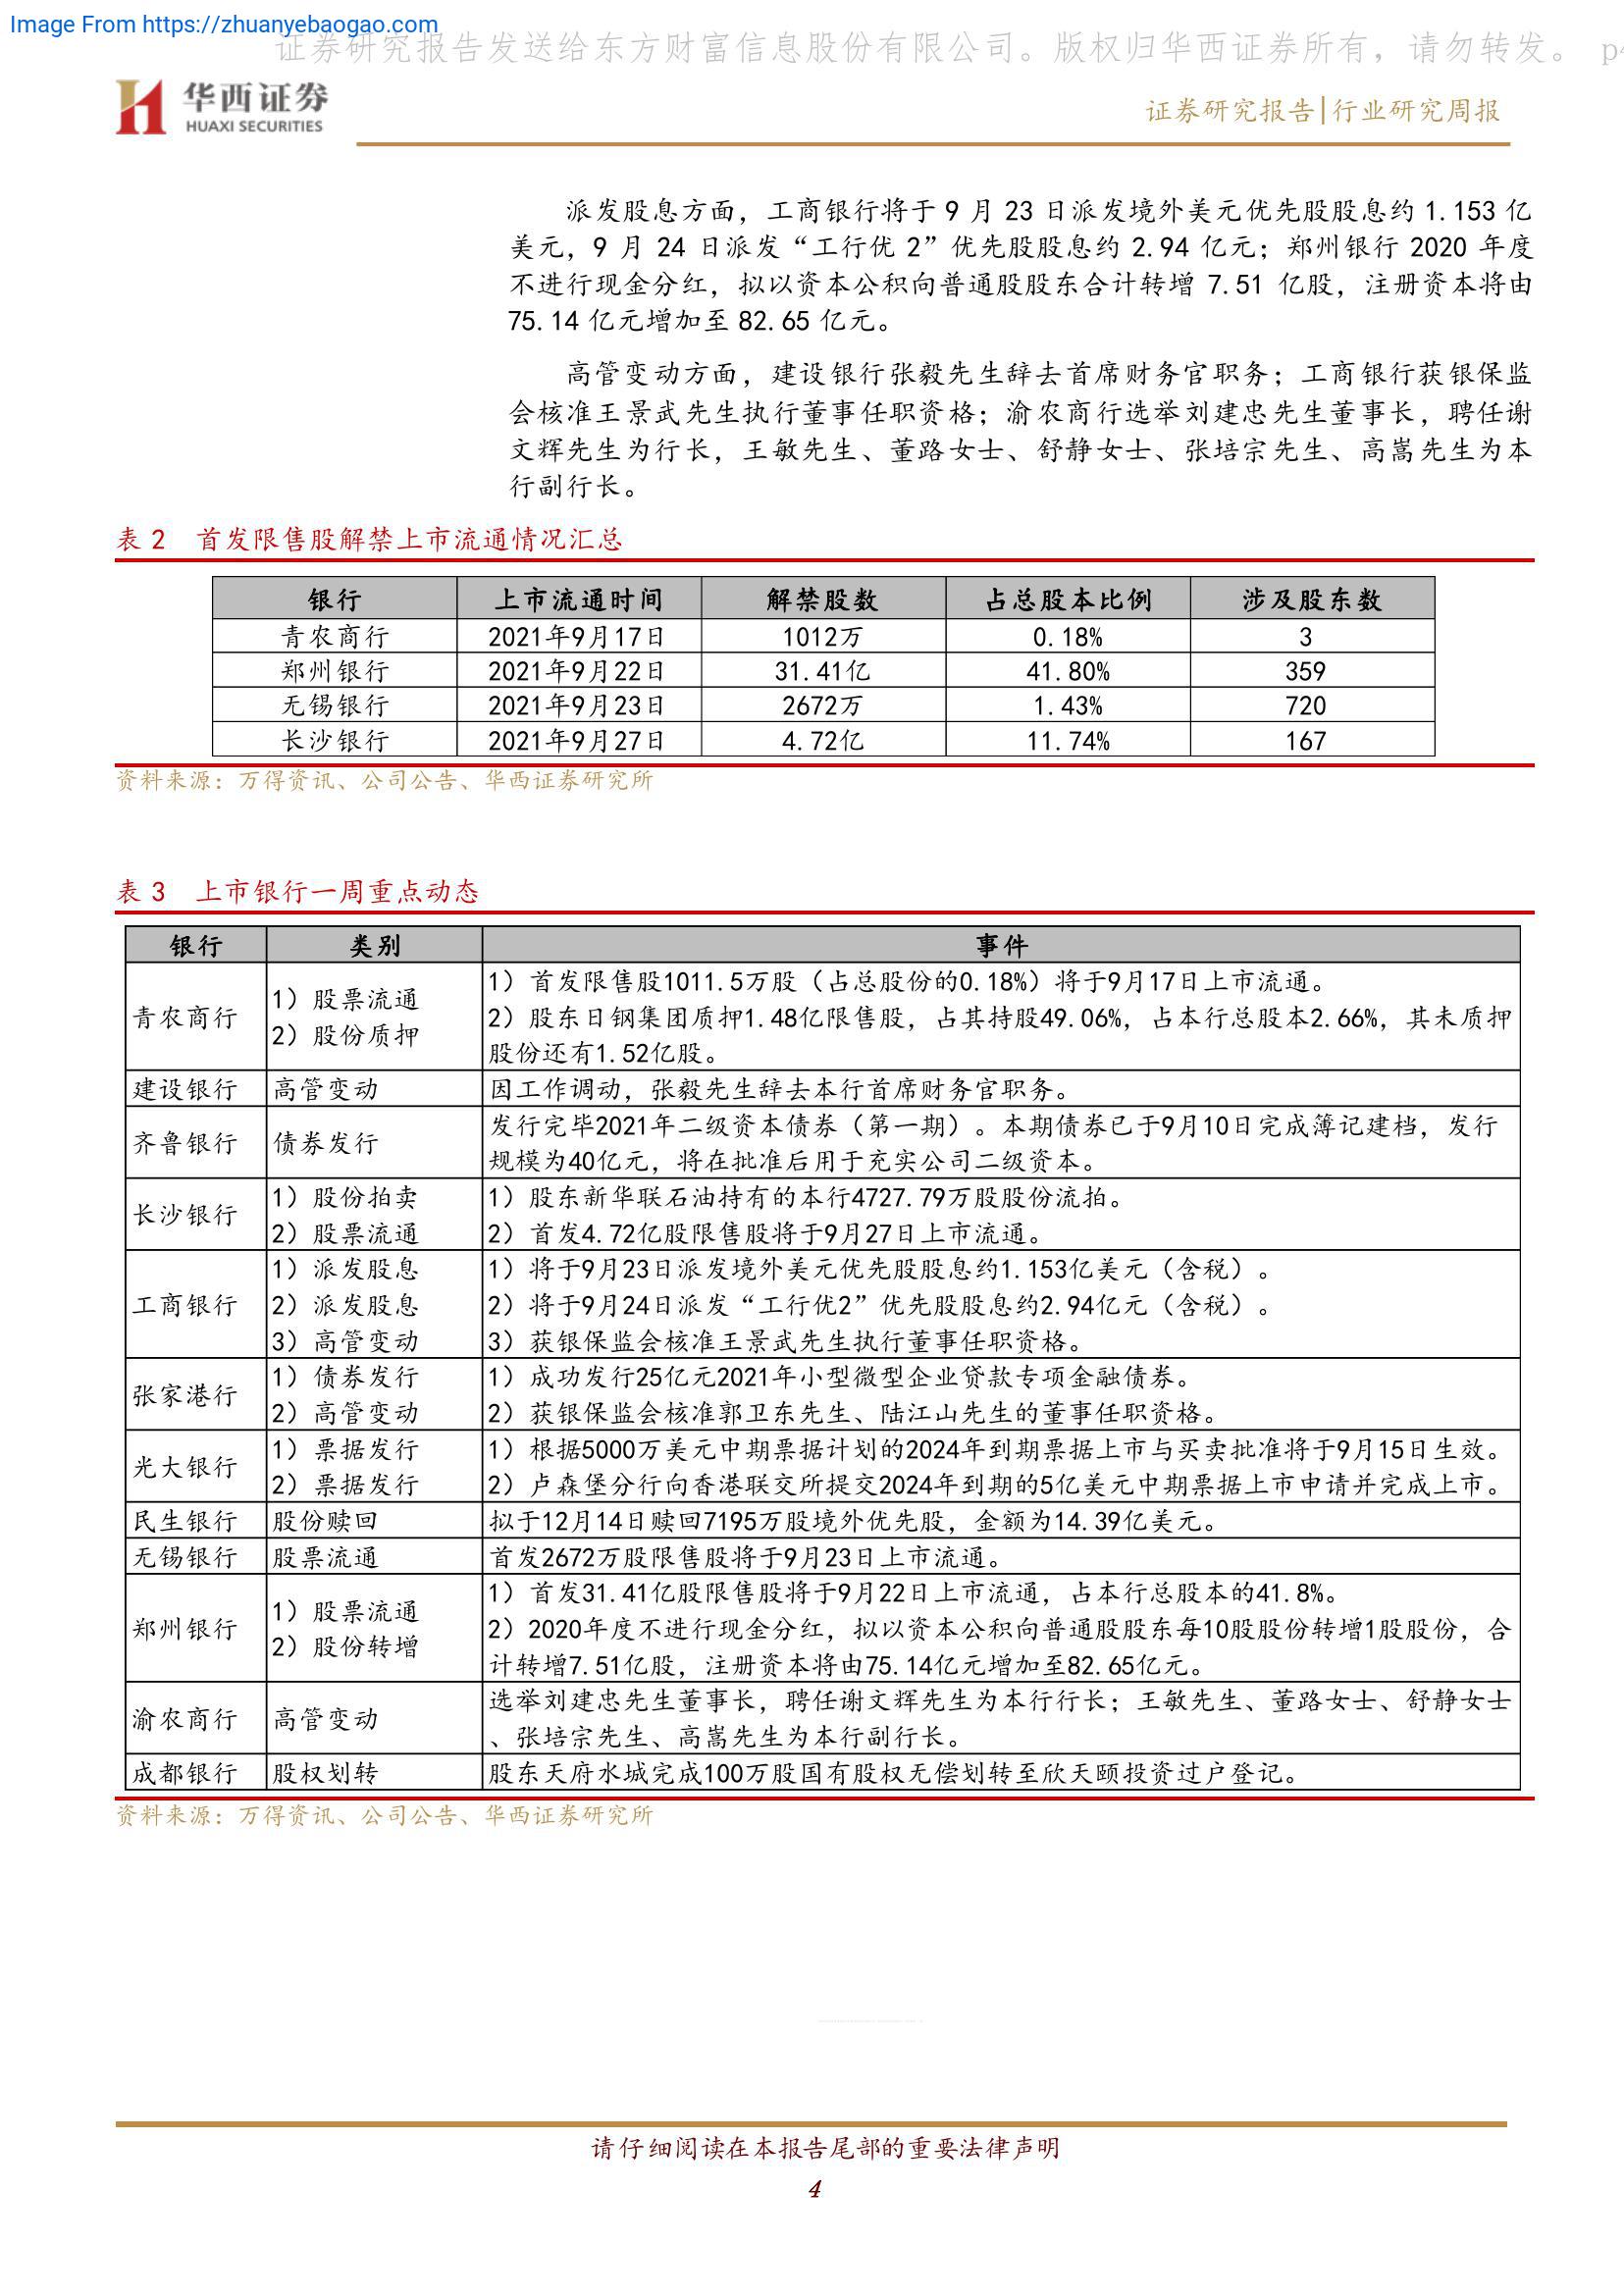 Image From https://zhuanyebaogao.com
证券研究报告发送给东方财富信息股份有限公司。版权归华西证券所有，请勿转发。 p4
华西证券
HUAXI SECURITIES
证券研究报告|行业研究周报
派发股息方面，工商银行将于 9 月 23 日派发境外美元优先股股息约 1.153 亿
美元，9 月 24 日派发“工行优 2”优先股股息约 2.94 亿元；郑州银行 2020 年度
不进行现金分红，拟以资本公积向普通股股东合计转增 7.51 亿股，注册资本将由
75.14 亿元增加至 82.65 亿元。
高管变动方面，建设银行张毅先生辞去首席财务官职务；工商银行获银保监
会核准王景武先生执行董事任职资格；渝农商行选举刘建忠先生董事长，聘任谢
文辉先生为行长，王敏先生、董路女士、舒静女士、张培宗先生、高嵩先生为本
行副行长。
表 2 首发限售股解禁上市流通情况汇总
银行 上市流通时间 解禁股数 占总股本比例 涉及股东数
青农商行 2021年9月17日 1012万 0.18% 3
郑州银行 2021年9月22日 31.41亿 41.80% 359
无锡银行 2021年9月23日 2672万 1.43% 720
长沙银行 2021年9月27日 4.72亿 11.74% 167
资料来源：万得资讯、公司公告、华西证券研究所
表 3 上市银行一周重点动态
银行 类别 事件
青农商行
1）股票流通
2）股份质押
1）首发限售股1011.5万股（占总股份的0.18%）将于9月17日上市流通。
2）股东日钢集团质押1.48亿限售股，占其持股49.06%，占本行总股本2.66%，其未质押
股份还有1.52亿股。
建设银行 高管变动 因工作调动，张毅先生辞去本行首席财务官职务。
齐鲁银行 债券发行
发行完毕2021年二级资本债券（第一期）。本期债券已于9月10日完成簿记建档，发行
规模为40亿元，将在批准后用于充实公司二级资本。
长沙银行
1）股份拍卖
2）股票流通
1）股东新华联石油持有的本行4727.79万股股份流拍。
2）首发4.72亿股限售股将于9月27日上市流通。
工商银行
1）派发股息
2）派发股息
3）高管变动
1）将于9月23日派发境外美元优先股股息约1.153亿美元（含税）。
2）将于9月24日派发“工行优2”优先股股息约2.94亿元（含税）。
3）获银保监会核准王景武先生执行董事任职资格。
张家港行
1）债券发行
2）高管变动
1）成功发行25亿元2021年小型微型企业贷款专项金融债券。
2）获银保监会核准郭卫东先生、陆江山先生的董事任职资格。
光大银行
1）票据发行
2）票据发行
1）根据5000万美元中期票据计划的2024年到期票据上市与买卖批准将于9月15日生效。
2）卢森堡分行向香港联交所提交2024年到期的5亿美元中期票据上市申请并完成上市。
民生银行 股份赎回 拟于12月14日赎回7195万股境外优先股，金额为14.39亿美元。
无锡银行 股票流通 首发2672万股限售股将于9月23日上市流通。
郑州银行
1）股票流通
2）股份转增
1）首发31.41亿股限售股将于9月22日上市流通，占本行总股本的41.8%。
2）2020年度不进行现金分红，拟以资本公积向普通股股东每10股股份转增1股股份，合
计转增7.51亿股，注册资本将由75.14亿元增加至82.65亿元。
渝农商行 高管变动
选举刘建忠先生董事长，聘任谢文辉先生为本行行长；王敏先生、董路女士、舒静女士
、张培宗先生、高嵩先生为本行副行长。
成都银行 股权划转 股东天府水城完成100万股国有股权无偿划转至欣天颐投资过户登记。
资料来源：万得资讯、公司公告、华西证券研究所
请仔细阅读在本报告尾部的重要法律声明
4